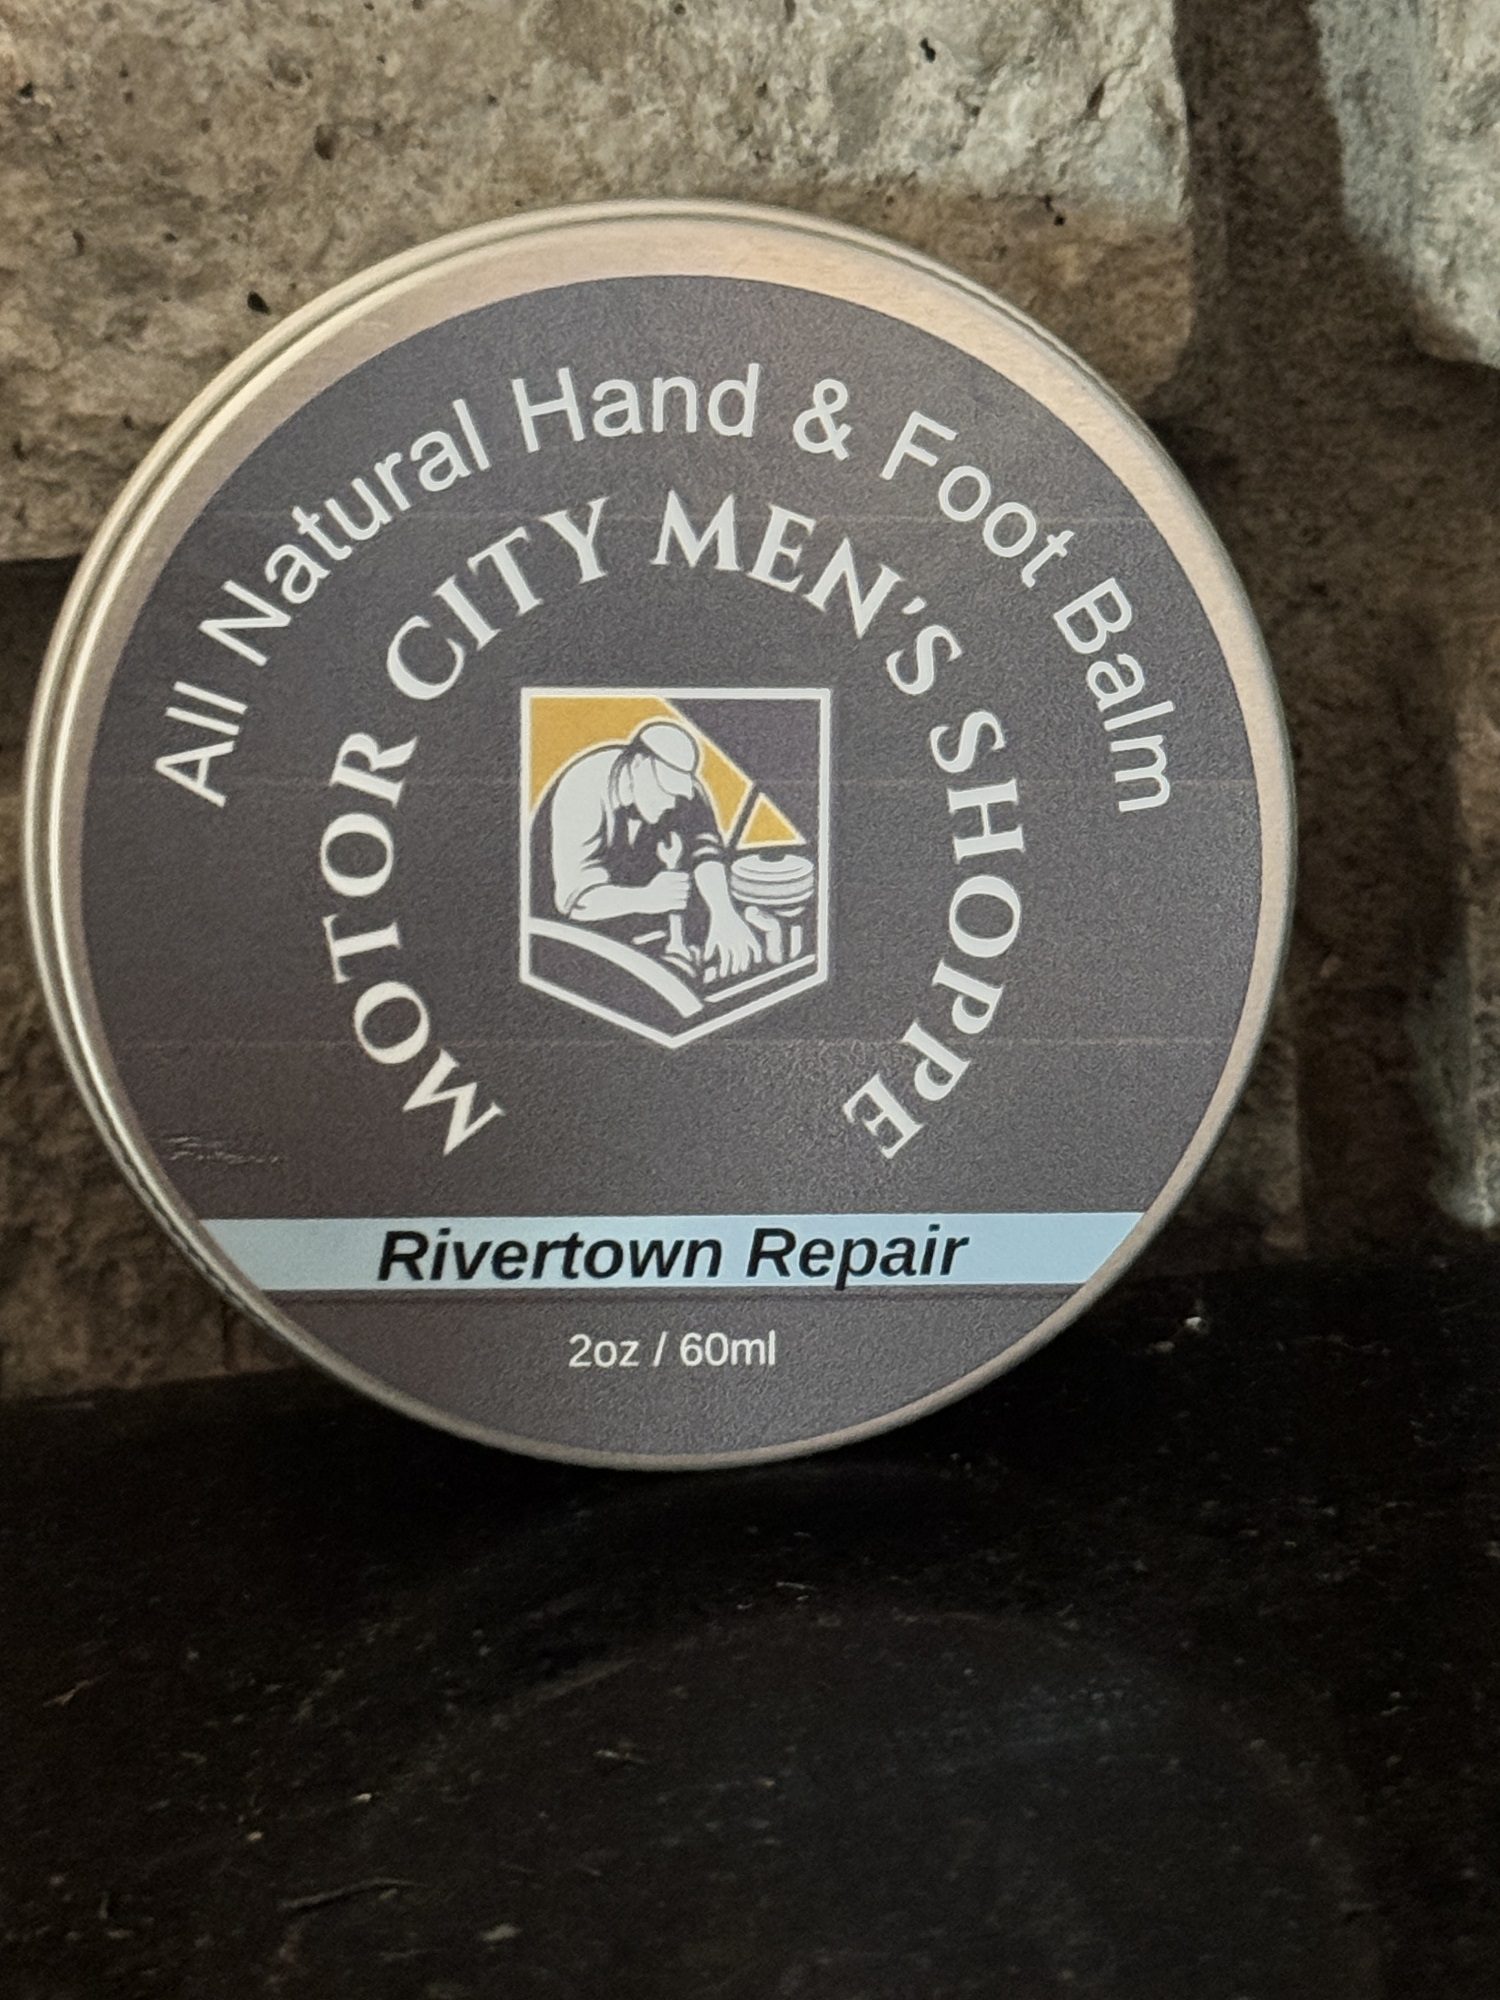 All Natural Hand & Foot Balm
MOTOR CITY MEN'S SHOPPE
Rivertown Repair
2oz / 60ml